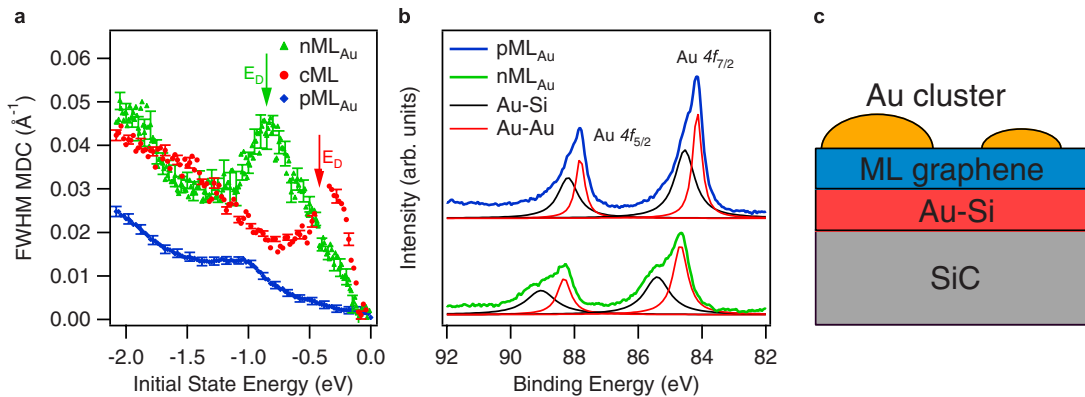 a
FWHM MDC (Å⁻¹)
0.06
0.05
0.04
0.03
0.02
0.01
0.00
-2.0 -1.5 -1.0 -0.5 0.0
Initial State Energy (eV)
nML_Au
cML
pML_Au
E_D
E_D
b
Intensity (arb. units)
pML_Au
nML_Au
Au-Si
Au-Au
Au 4f_7/2
Au 4f_5/2
92 90 88 86 84 82
Binding Energy (eV)
c
Au cluster
ML graphene
Au-Si
SiC